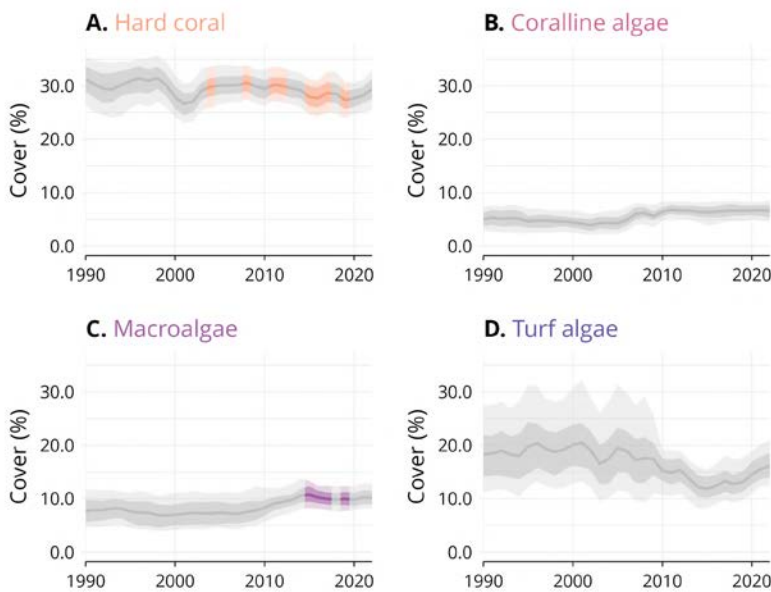 A. Hard coral
30.0
20.0
10.0
0.0
Cover (%)
1990 2000 2010 2020
B. Coralline algae
30.0
20.0
10.0
0.0
Cover (%)
1990 2000 2010 2020
C. Macroalgae
30.0
20.0
10.0
0.0
Cover (%)
1990 2000 2010 2020
D. Turf algae
30.0
20.0
10.0
0.0
Cover (%)
1990 2000 2010 2020